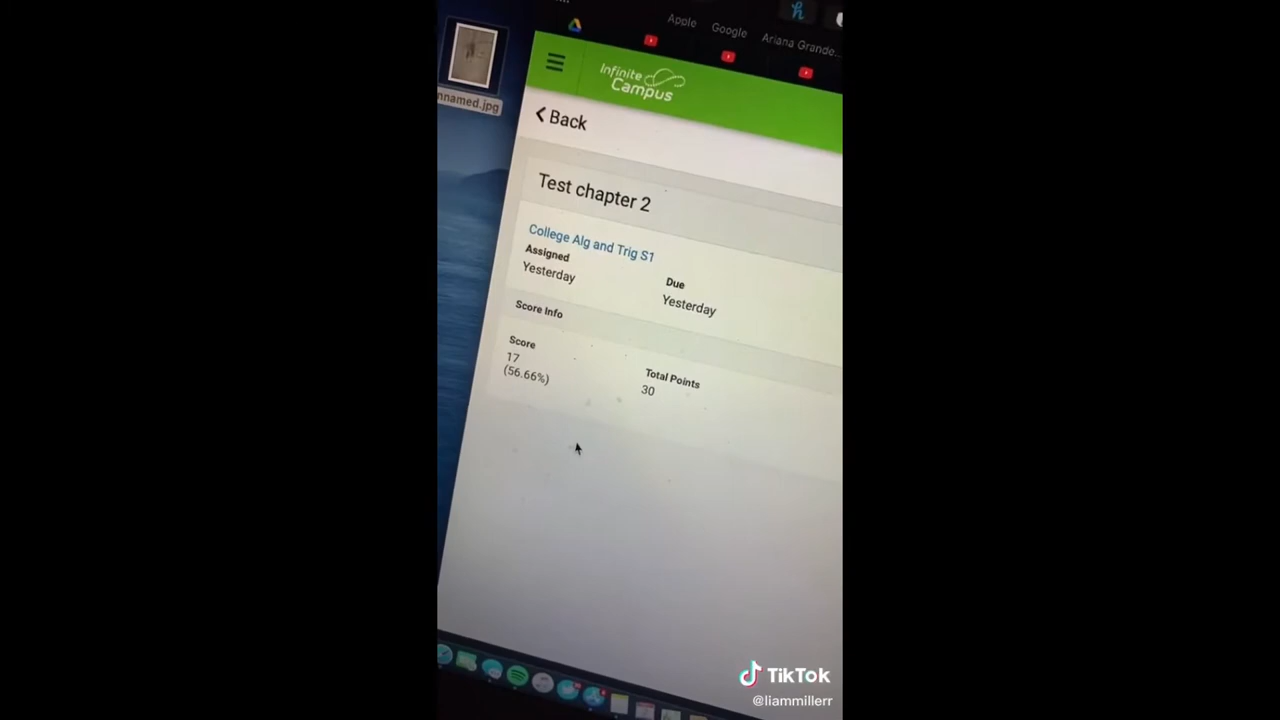 Apple
Google
Ariana Grande...
nnamed.jpg
Infinite
Campus
Back
Test chapter 2
College Alg and Trig S1
Assigned
Yesterday
Due
Yesterday
Score Info
Score
17
(56.66%)
Total Points
30
TikTok
@liammillerr